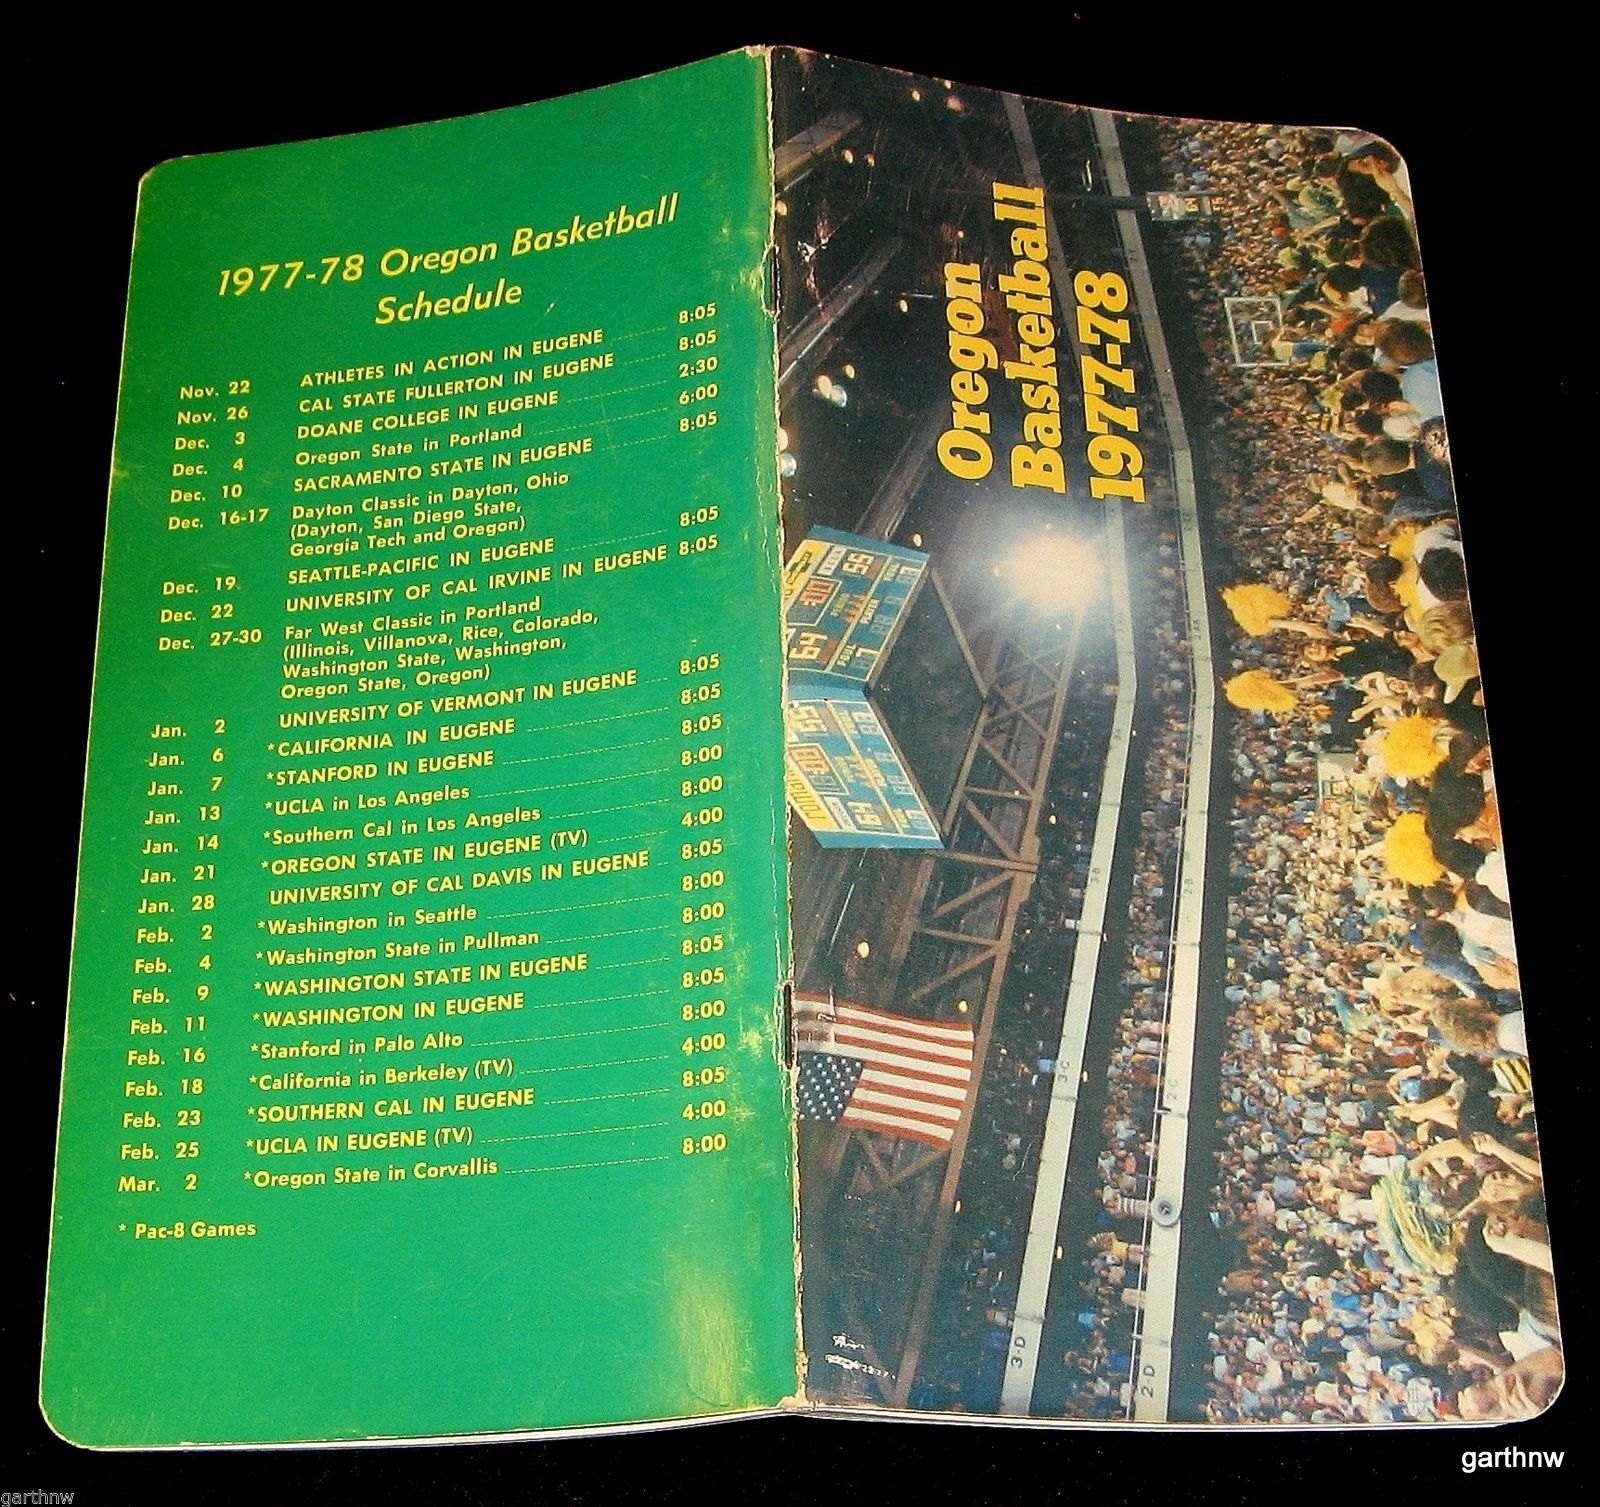 1977-78 Oregon Basketball
Schedule
Nov. 22 ATHLETES IN ACTION IN EUGENE 8:05
Nov. 26 CAL STATE FULLERTON IN EUGENE 8:05
Dec. 3 DOANE COLLEGE IN EUGENE 2:30
Dec. 4 Oregon State in Portland 6:00
Dec. 10 SACRAMENTO STATE IN EUGENE 8:05
Dec. 16-17 Dayton Classic in Dayton, Ohio
(Dayton, San Diego State,
Georgia Tech and Oregon)
Dec. 19 SEATTLE-PACIFIC IN EUGENE 8:05
Dec. 22 UNIVERSITY OF CAL IRVINE IN EUGENE 8:05
Dec. 27-30 Far West Classic in Portland
(Illinois, Villanova, Rice, Colorado,
Washington State, Washington,
Oregon State, Oregon)
Jan. 2 UNIVERSITY OF VERMONT IN EUGENE 8:05
Jan. 6 *CALIFORNIA IN EUGENE 8:05
Jan. 7 *STANFORD IN EUGENE 8:05
Jan. 13 *UCLA in Los Angeles 8:00
Jan. 14 *Southern Cal in Los Angeles 8:00
Jan. 21 *OREGON STATE IN EUGENE (TV) 4:00
Jan. 28 UNIVERSITY OF CAL DAVIS IN EUGENE 8:05
Feb. 2 *Washington in Seattle 8:00
Feb. 4 *Washington State in Pullman 8:00
Feb. 9 *WASHINGTON STATE IN EUGENE 8:05
Feb. 11 *WASHINGTON IN EUGENE 8:05
Feb. 16 *Stanford in Palo Alto 8:00
Feb. 18 *California in Berkeley (TV) 4:00
Feb. 23 *SOUTHERN CAL IN EUGENE 8:05
Feb. 25 *UCLA IN EUGENE (TV) 4:00
Mar. 2 *Oregon State in Corvallis 8:00
* Pac-8 Games
Oregon
Basketball
1977-78
55
64
PERIOD
PLAYER
FOUL
3-B
2-B
3-C
2-C
3-D
2-D
garthnw
garthnw